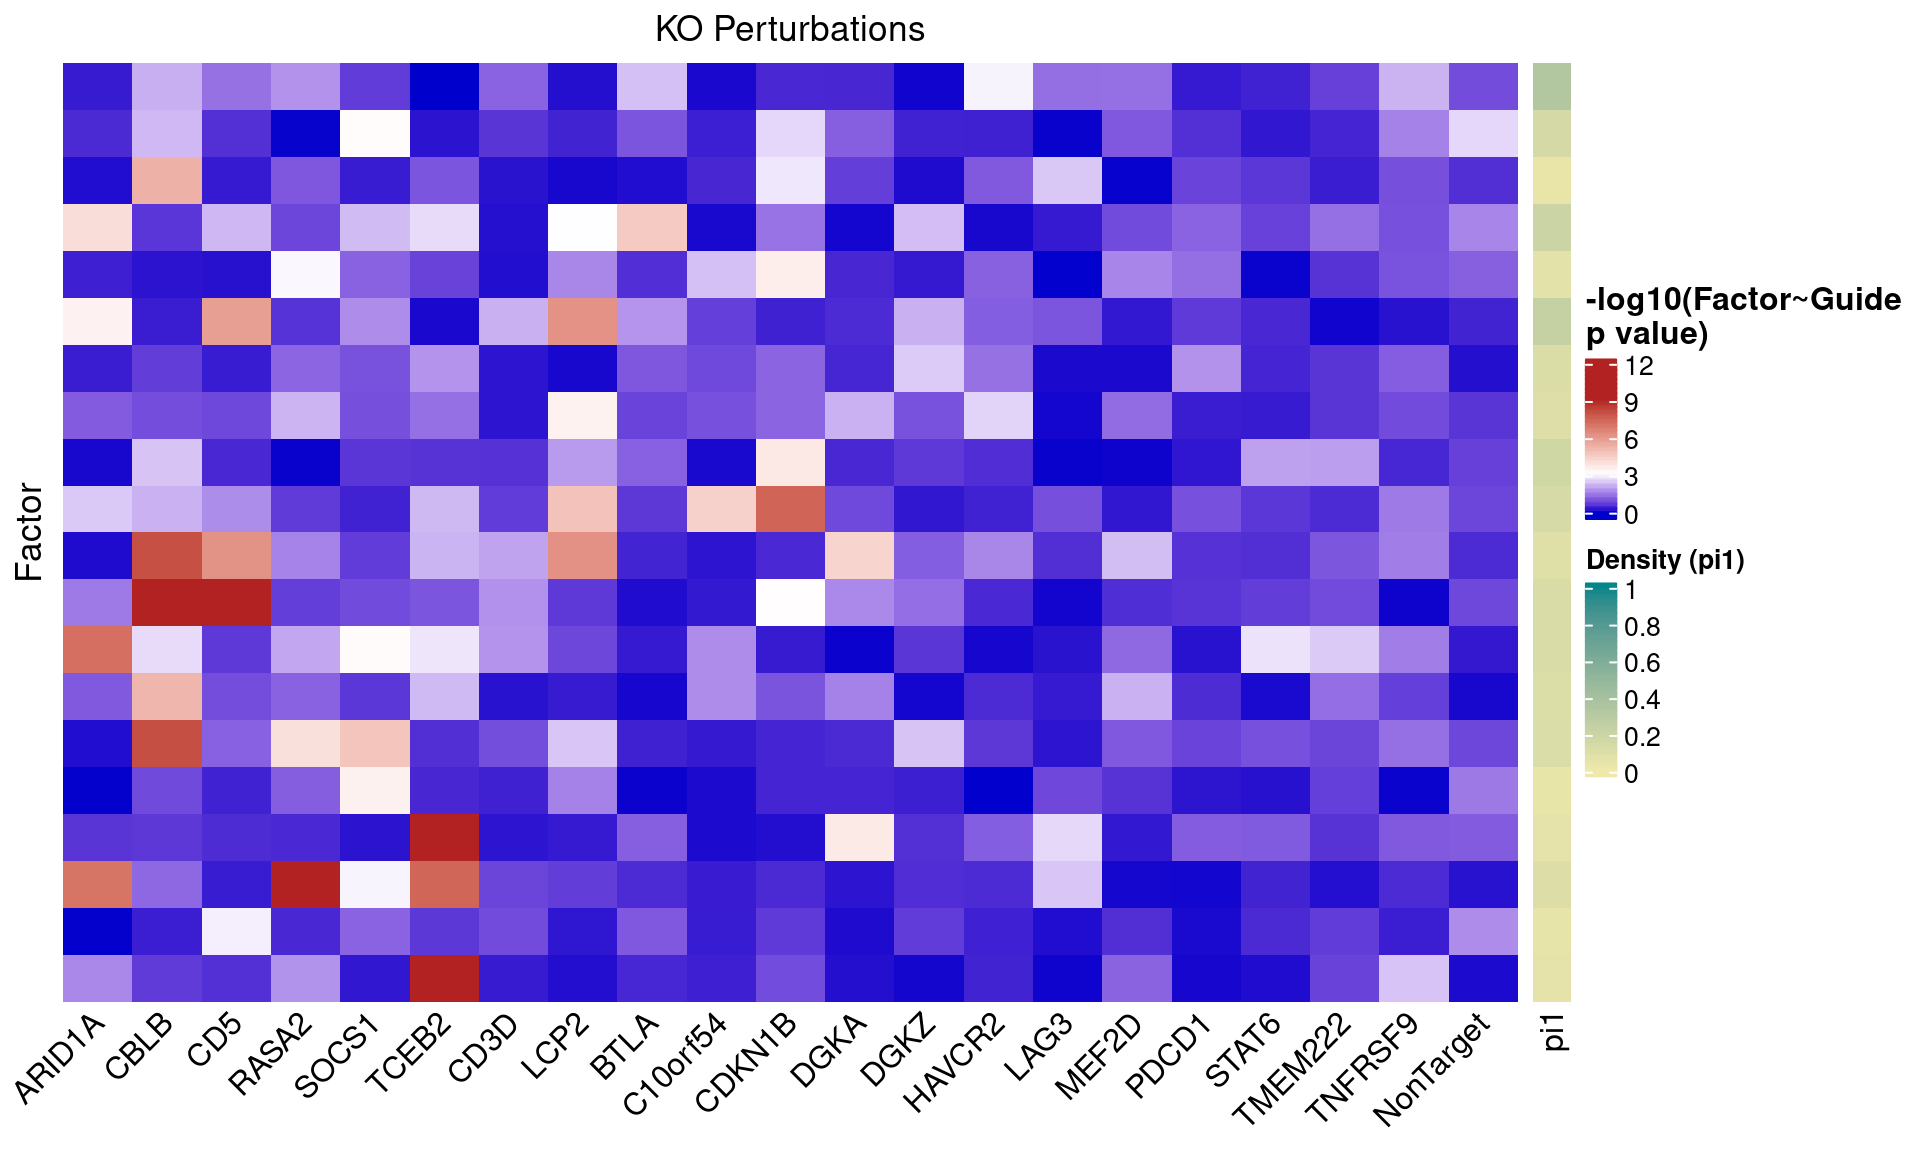 KO Perturbations
Factor
-log10(Factor~Guide
p value)
12
9
6
3
0
Density (pi1)
1
0.8
0.6
0.4
0.2
0
ARID1A
CBLB
CD5
RASA2
SOCS1
TCEB2
CD3D
LCP2
BTLA
C10orf54
CDKN1B
DGKA
DGKZ
HAVCR2
LAG3
MEF2D
PDCD1
STAT6
TMEM222
TNFRSF9
NonTarget
pi1